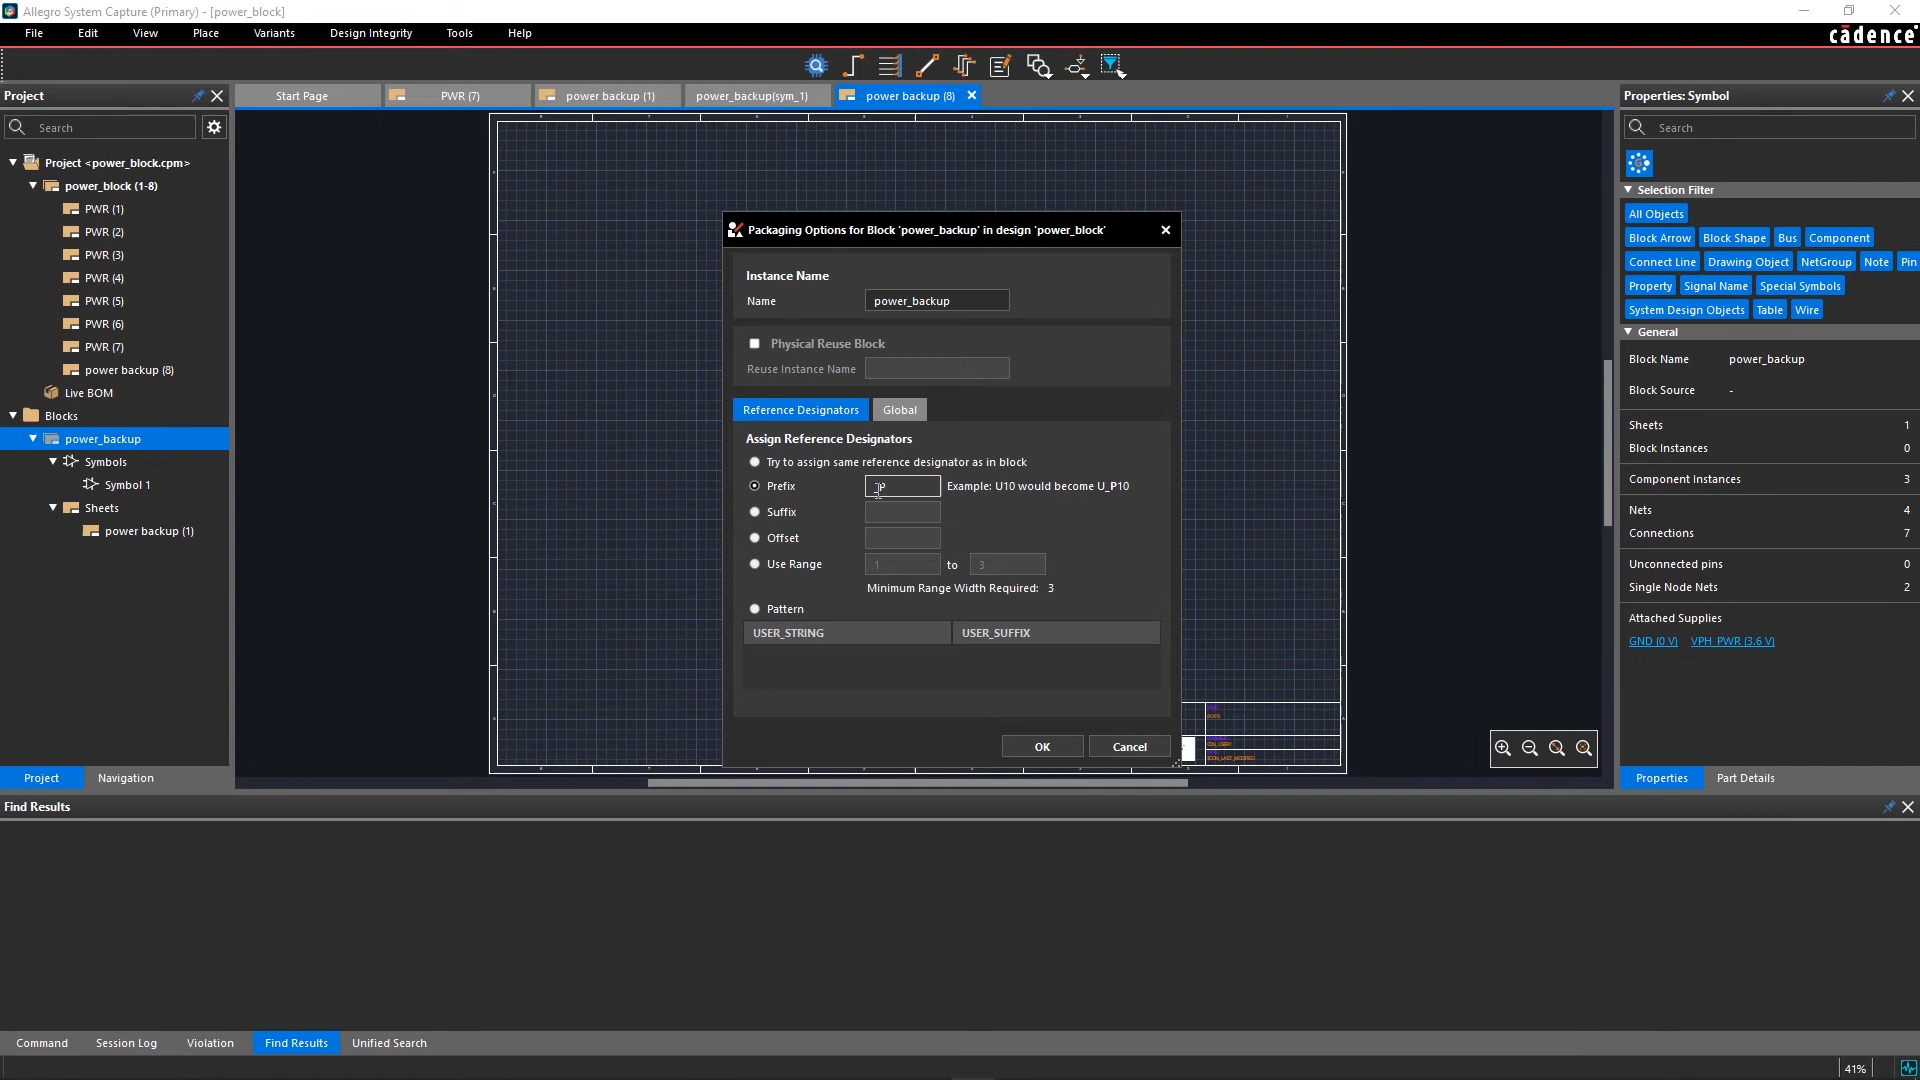 Allegro System Capture (Primary) - [power_block]
File Edit View Place Variants Design Integrity Tools Help
cadence
Project
Start Page
PWR (7)
power backup (1)
power_backup(sym_1)
power backup (8)
Properties: Symbol
Search
Search
Project <power_block.cpm>
power_block (1-8)
PWR (1)
PWR (2)
PWR (3)
PWR (4)
PWR (5)
PWR (6)
PWR (7)
power backup (8)
Live BOM
Blocks
power_backup
Symbols
Symbol 1
Sheets
power backup (1)
Packaging Options for Block 'power_backup' in design 'power_block'
Instance Name
Name power_backup
Physical Reuse Block
Reuse Instance Name
Reference Designators Global
Assign Reference Designators
Try to assign same reference designator as in block
Prefix Example: U10 would become U_P10
Suffix
Offset
Use Range 1 to 3
Minimum Range Width Required: 3
Pattern
USER_STRING USER_SUFFIX
OK Cancel
Selection Filter
All Objects
Block Arrow Block Shape Bus Component
Connect Line Drawing Object NetGroup Note Pin
Property Signal Name Special Symbols
System Design Objects Table Wire
General
Block Name power_backup
Block Source -
Sheets 1
Block Instances 0
Component Instances 3
Nets 4
Connections 7
Unconnected pins 0
Single Node Nets 2
Attached Supplies
GND (0 V) VPH_PWR (3.6 V)
Project Navigation
Properties Part Details
Find Results
Command Session Log Violation Find Results Unified Search
41%